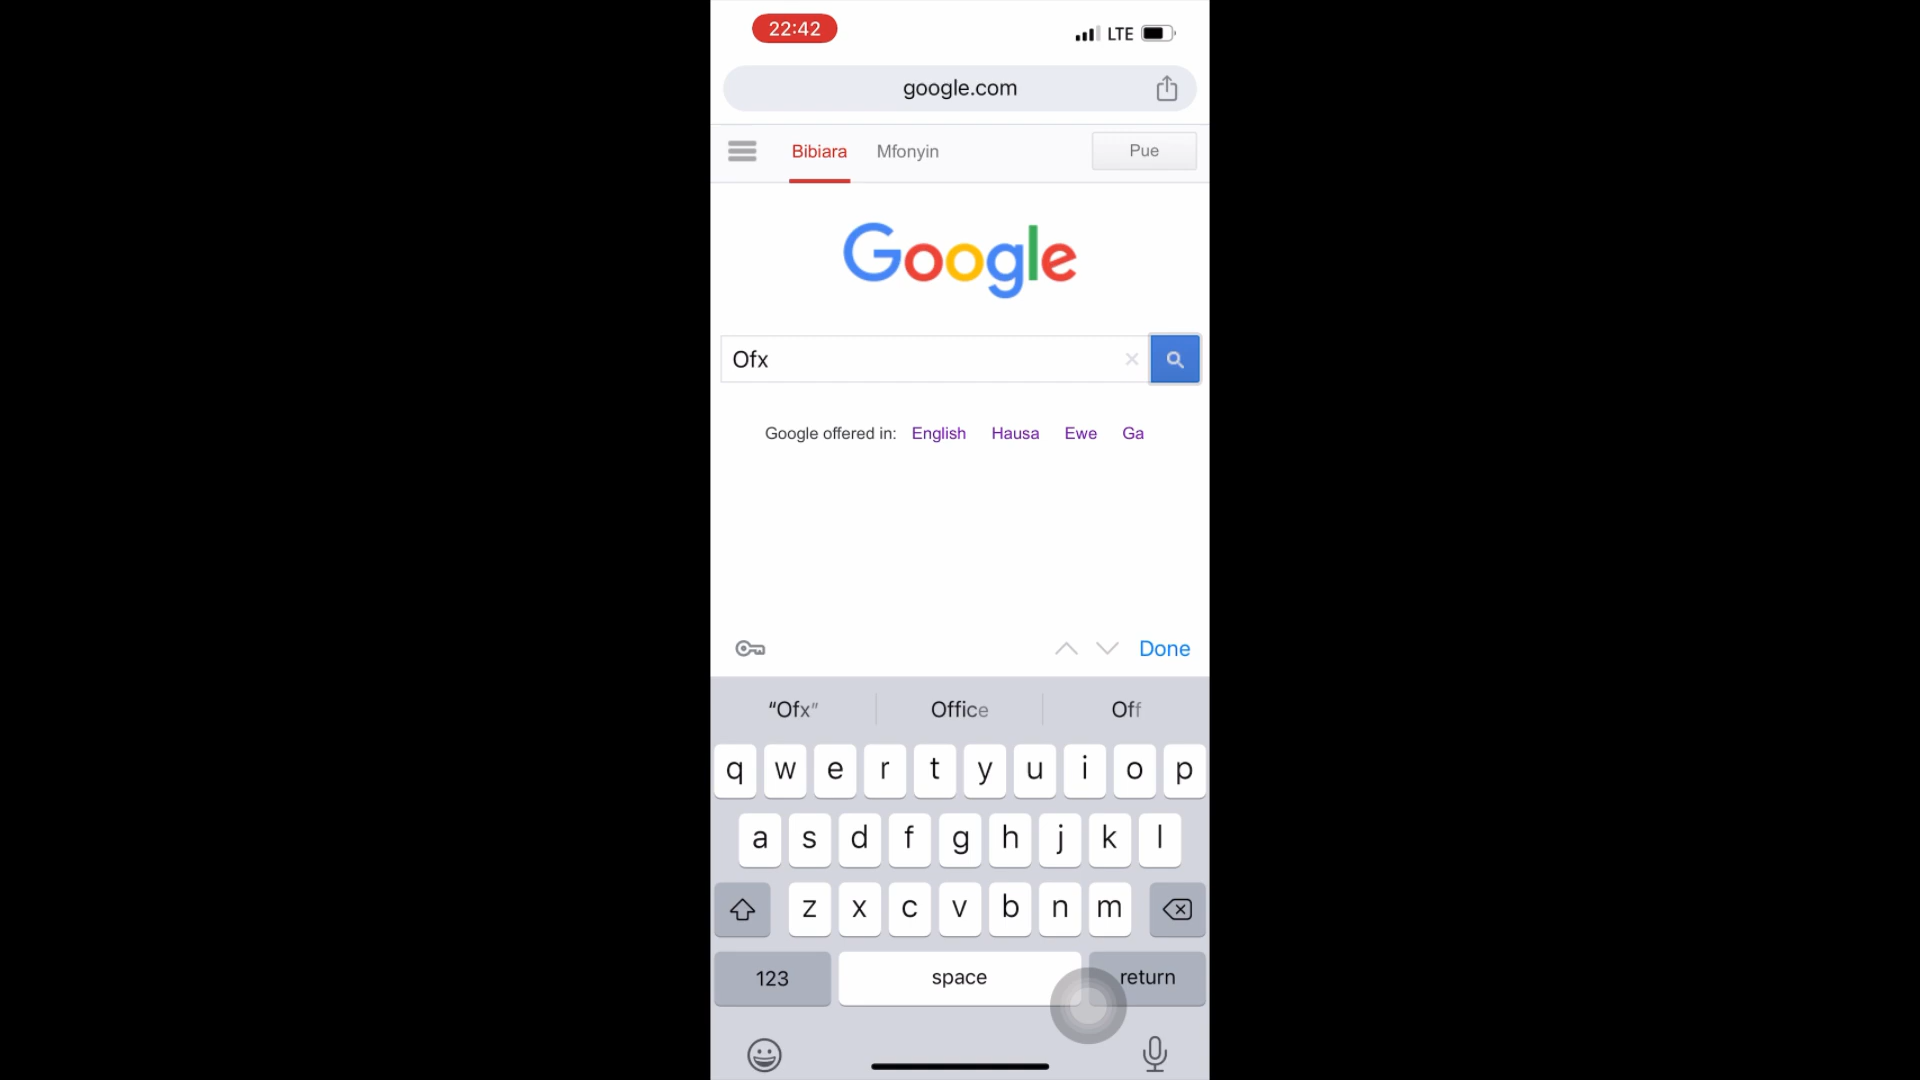 22:42 LTE
google.com
Bibiara Mfonyin Pue
Google
Ofx
Google offered in: English Hausa Ewe Ga
Done
“Ofx” Office Off
q w e r t y u i o p
a s d f g h j k l
z x c v b n m
123 space return